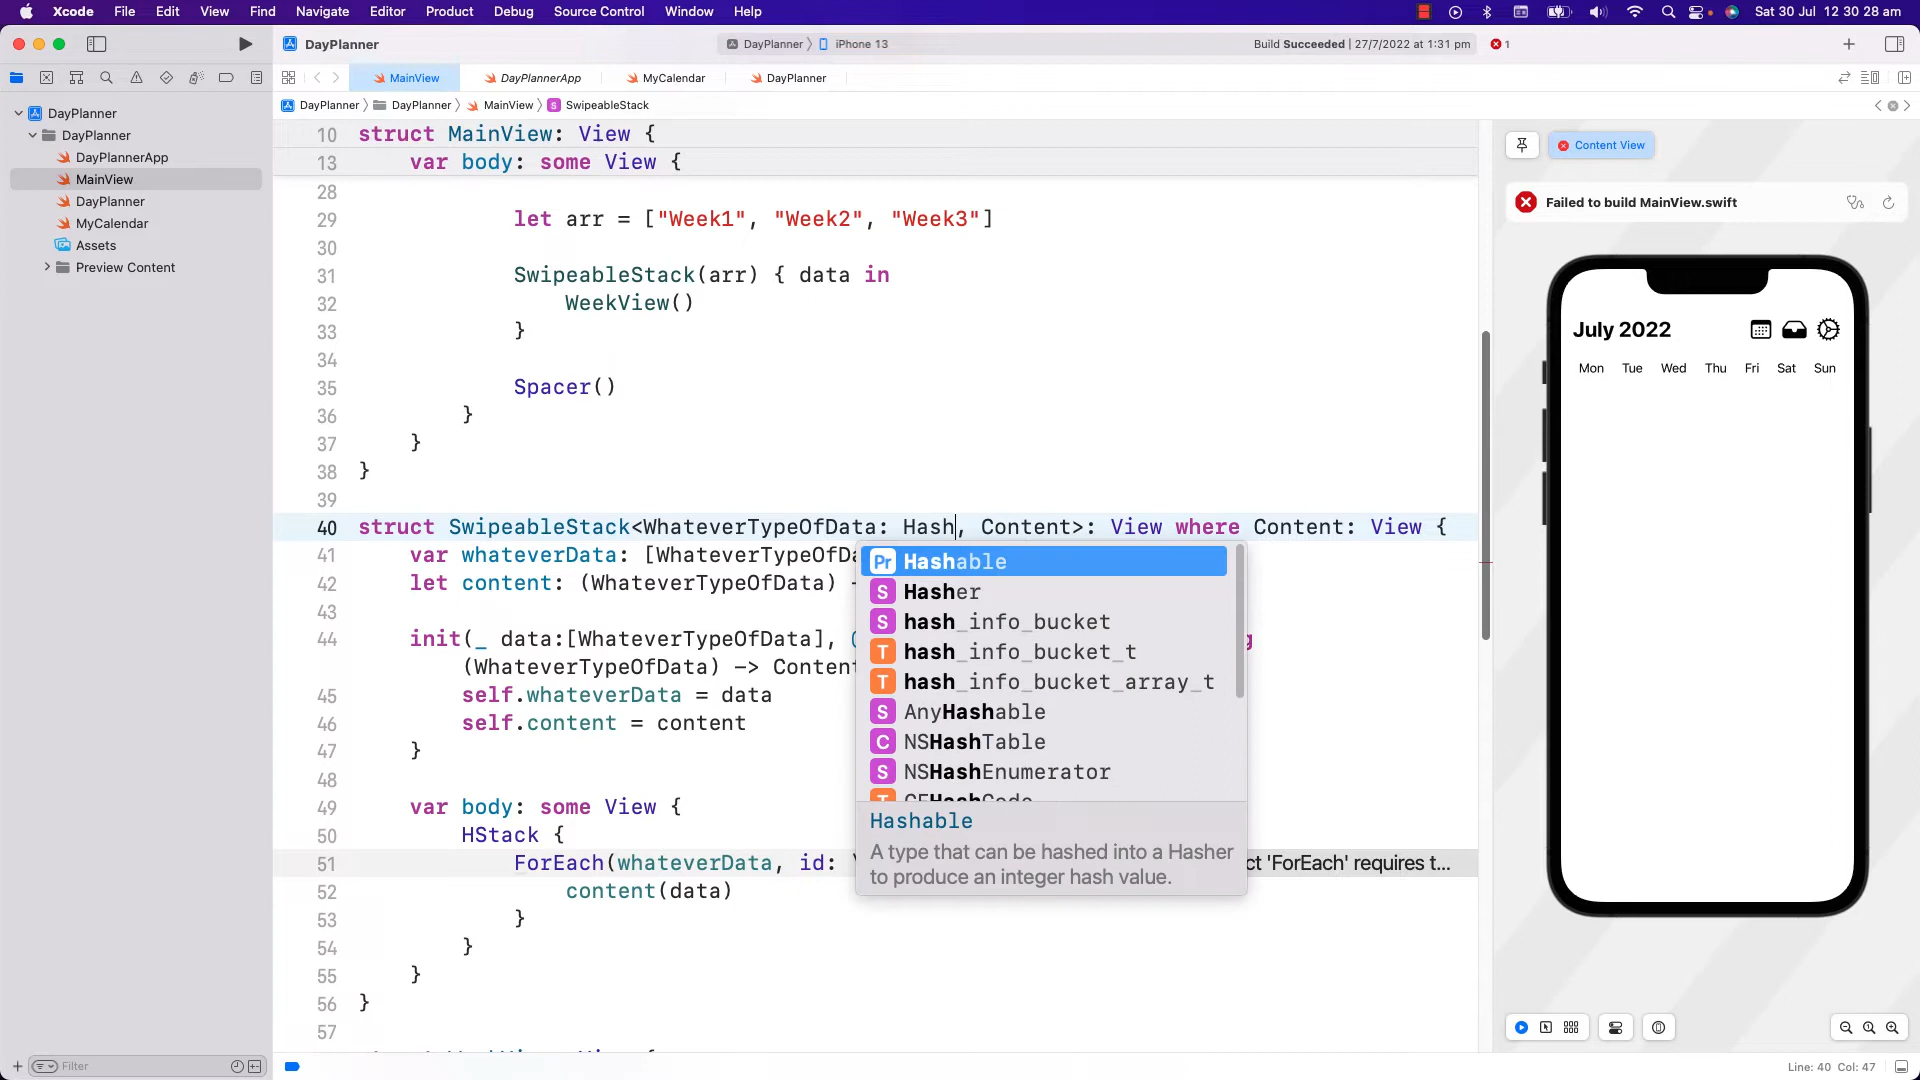 Xcode File Edit View Find Navigate Editor Product Debug Source Control Window Help Sat 30 Jul 12 30 28 am
DayPlanner DayPlanner iPhone 13 Build Succeeded | 27/7/2022 at 1:31 pm 1
MainView DayPlannerApp MyCalendar DayPlanner
DayPlanner DayPlanner MainView S SwipeableStack
DayPlanner
DayPlanner
DayPlannerApp
MainView
DayPlanner
MyCalendar
Assets
Preview Content
Filter
10 struct MainView: View {
13 var body: some View {
28
29 let arr = ["Week1", "Week2", "Week3"]
30
31 SwipeableStack(arr) { data in
32 WeekView()
33 }
34
35 Spacer()
36 }
37 }
38 }
39
40 struct SwipeableStack<WhateverTypeOfData: Hash, Content>: View where Content: View {
41 var whateverData: [WhateverTypeOfDa
42 let content: (WhateverTypeOfData) -
43
44 init(_ data:[WhateverTypeOfData], g
(WhateverTypeOfData) -> Content
45 self.whateverData = data
46 self.content = content
47 }
48
49 var body: some View {
50 HStack {
51 ForEach(whateverData, id: \ ct 'ForEach' requires t...
52 content(data)
53 }
54 }
55 }
56 }
57
Pr Hashable
S Hasher
S hash_info_bucket
T hash_info_bucket_t
T hash_info_bucket_array_t
S AnyHashable
C NSHashTable
S NSHashEnumerator
T CFHashCode
Hashable
A type that can be hashed into a Hasher
to produce an integer hash value.
Content View
Failed to build MainView.swift
July 2022
Mon Tue Wed Thu Fri Sat Sun
Line: 40 Col: 47